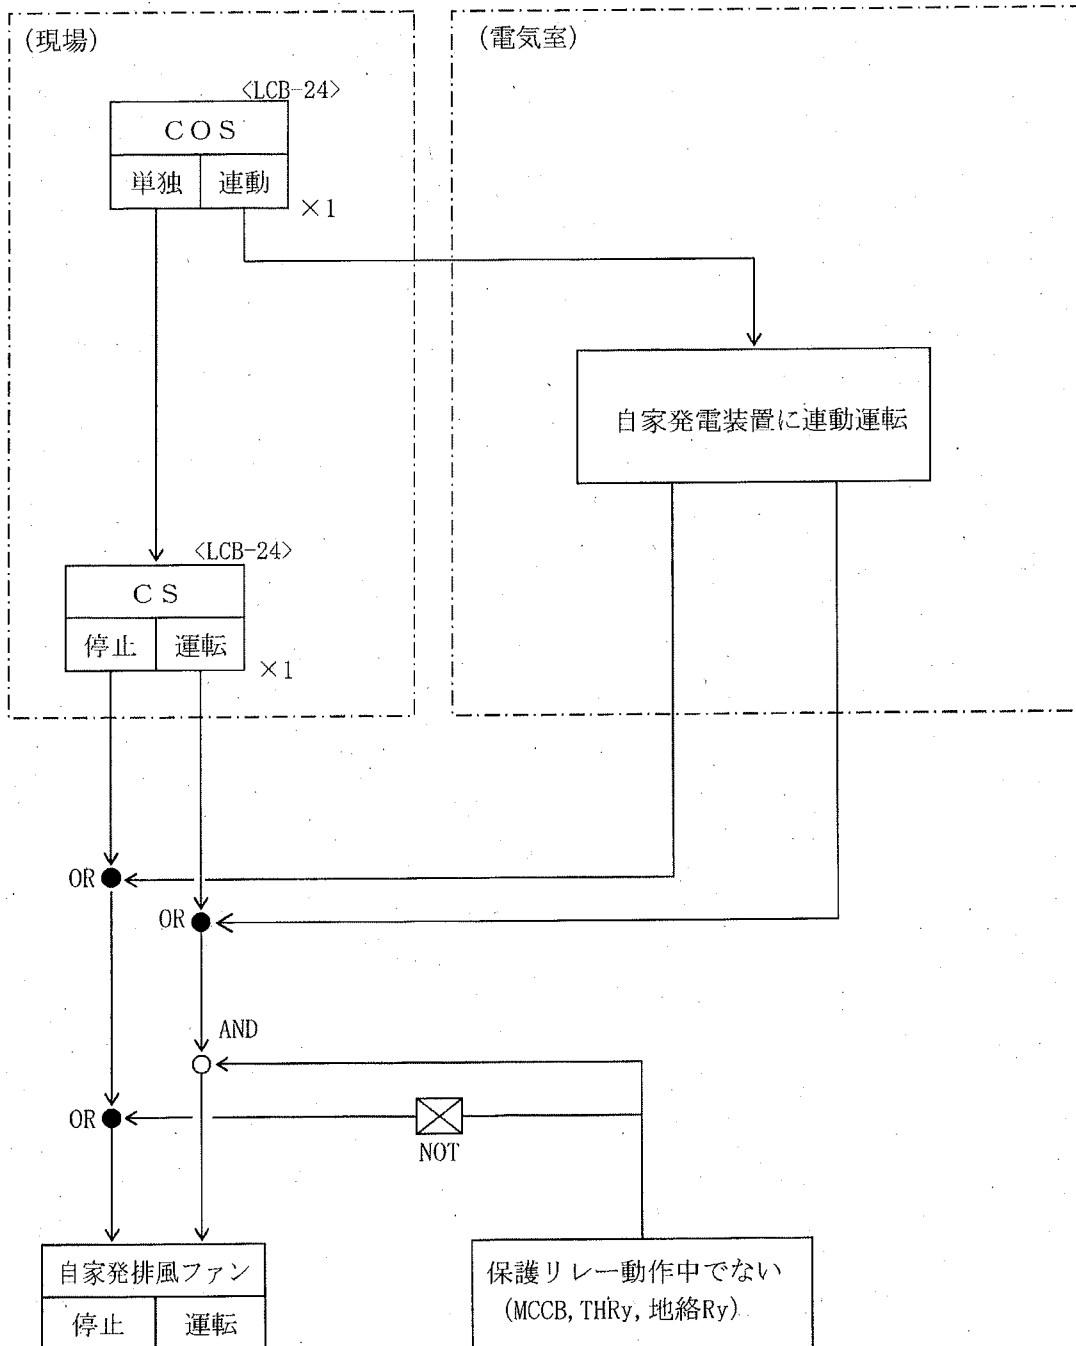 (現場)
(電気室)
<LCB-24>
COS
単独
連動
×1
自家発電装置に連動運転
<LCB-24>
CS
停止
運転
×1
OR
OR
AND
OR
NOT
自家発排風ファン
停止
運転
保護リレー動作中でない
(MCCB, THRy, 地絡Ry)